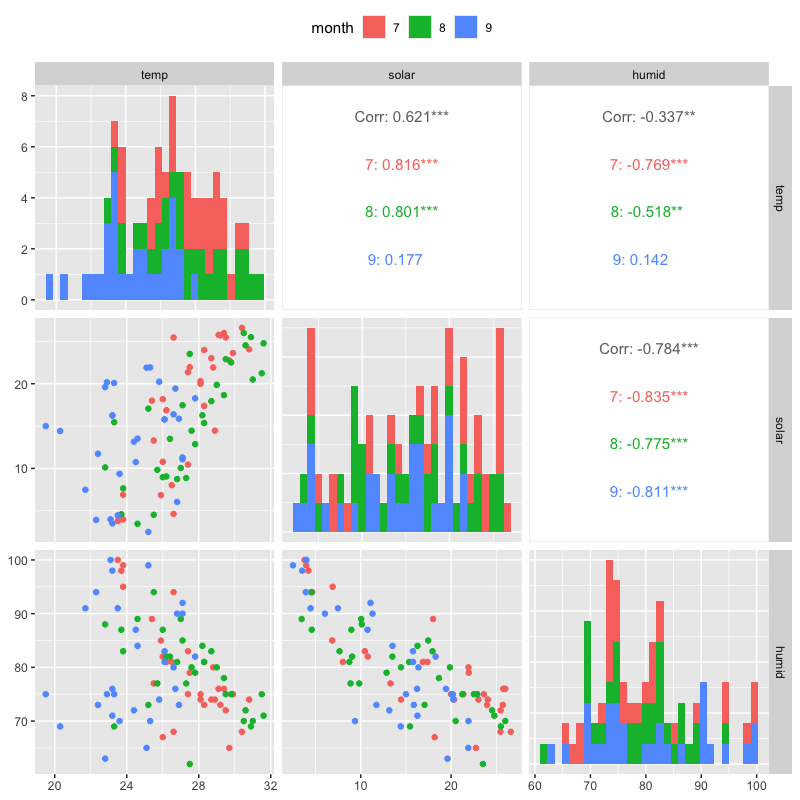 month 7 8 9
temp solar humid
8
6
4
2
0
Corr: 0.621***
7: 0.816***
8: 0.801***
9: 0.177
Corr: -0.337**
7: -0.769***
8: -0.518**
9: 0.142
temp
20
10
Corr: -0.784***
7: -0.835***
8: -0.775***
9: -0.811***
solar
100
90
80
70
humid
20 24 28 32 10 20 60 70 80 90 100